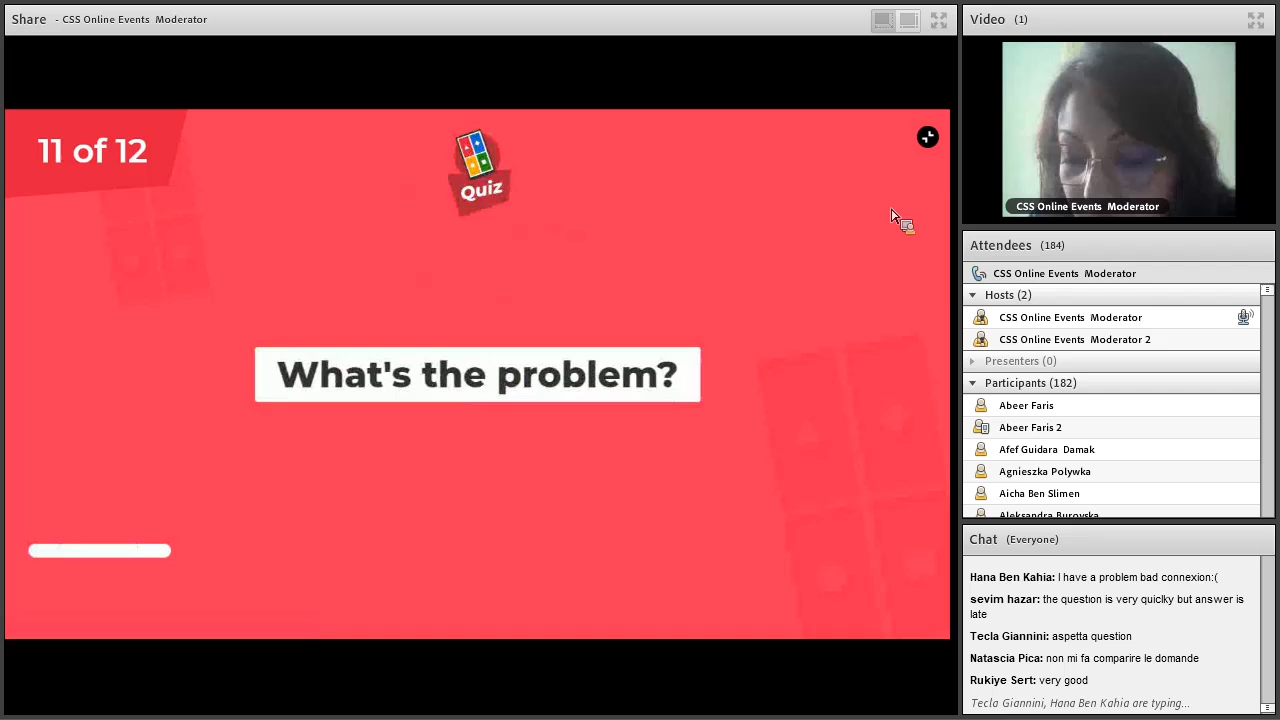 Share - CSS Online Events Moderator
11 of 12
Quiz
What's the problem?
Video (1)
CSS Online Events Moderator
Attendees (184)
CSS Online Events Moderator
Hosts (2)
CSS Online Events Moderator
CSS Online Events Moderator 2
Presenters (0)
Participants (182)
Abeer Faris
Abeer Faris 2
Afef Guidara Damak
Agnieszka Polywka
Aicha Ben Slimen
Aleksandra Burovska
Chat (Everyone)
Hana Ben Kahia: I have a problem bad connexion:(
sevim hazar: the question is very quiclky but answer is
late
Tecla Giannini: aspetta question
Natascia Pica: non mi fa comparire le domande
Rukiye Sert: very good
Tecla Giannini, Hana Ben Kahia are typing...